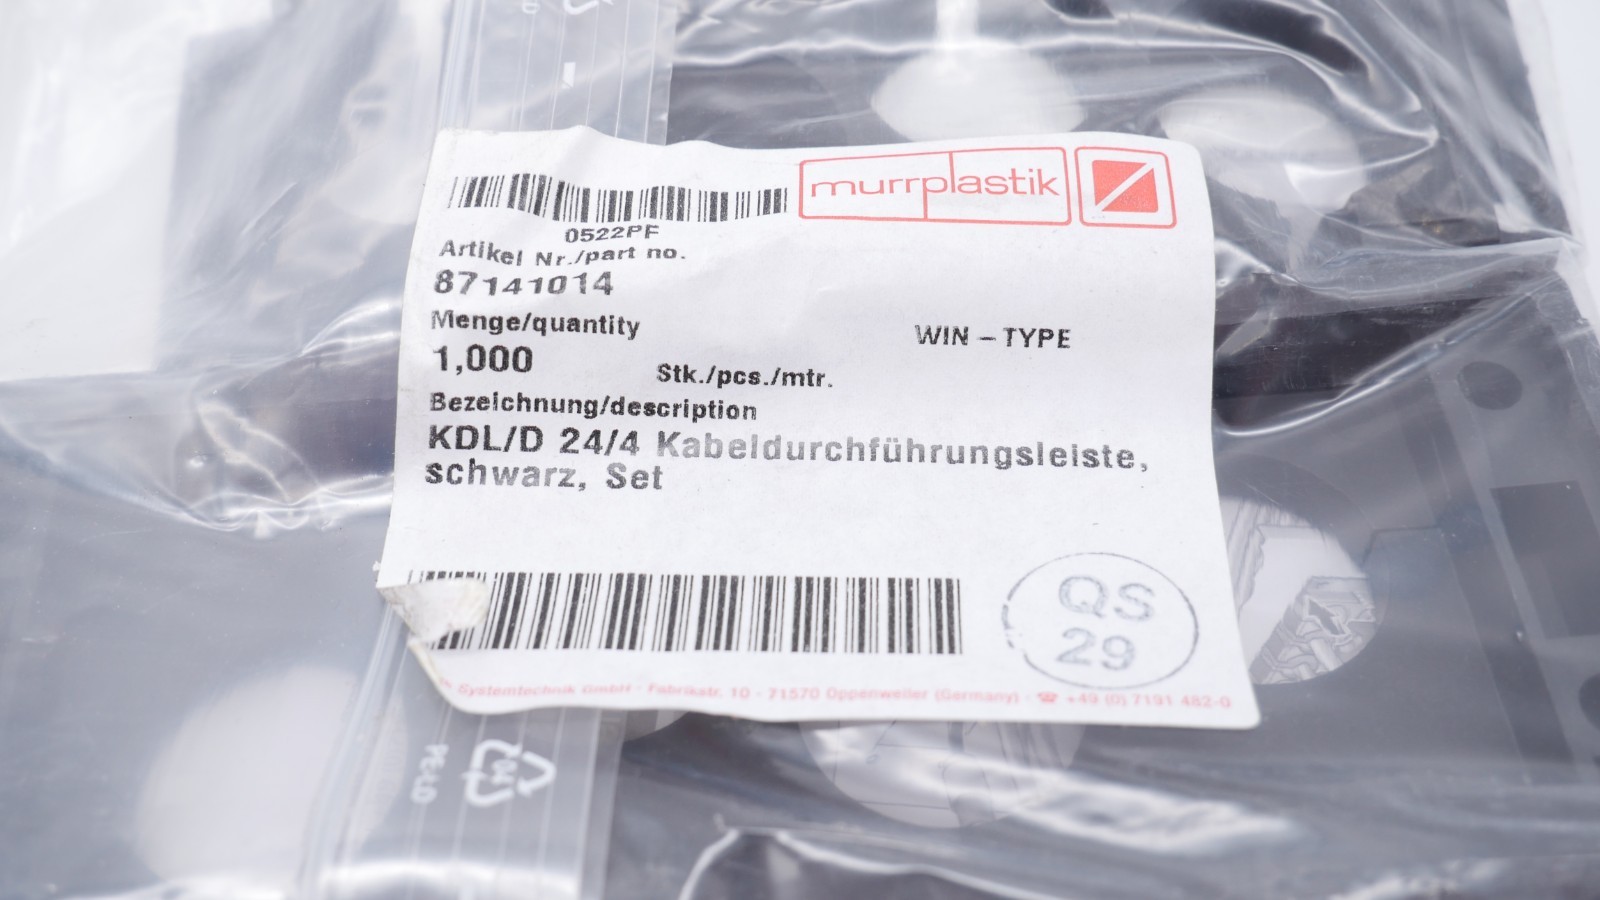 murrplastik
0522PF
Artikel Nr./part no.
87141014
Menge/quantity
WIN – TYPE
1,000
Stk./pcs./mtr.
Bezeichnung/description
KDL/D 24/4 Kabeldurchführungsleiste,
schwarz, Set
QS
29
Systemtechnik GmbH · Fabrikstr. 10 · 71570 Oppenweiler (Germany) · ☎ +49 (0) 7191 482-0